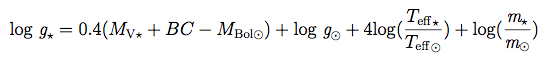 log g⋆ = 0.4(M_V⋆ + BC − M_Bol⊙) + log g⊙ + 4log(T_eff⋆/T_eff⊙) + log(m⋆/m⊙)